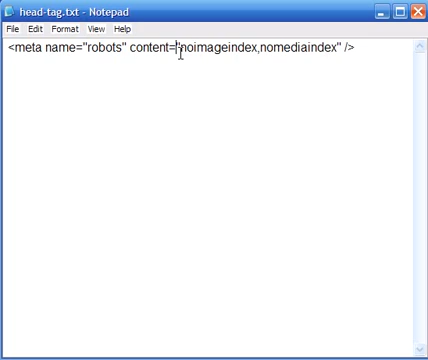 head-tag.txt - Notepad
File Edit Format View Help
<meta name="robots" content="noimageindex,nomediaindex" />